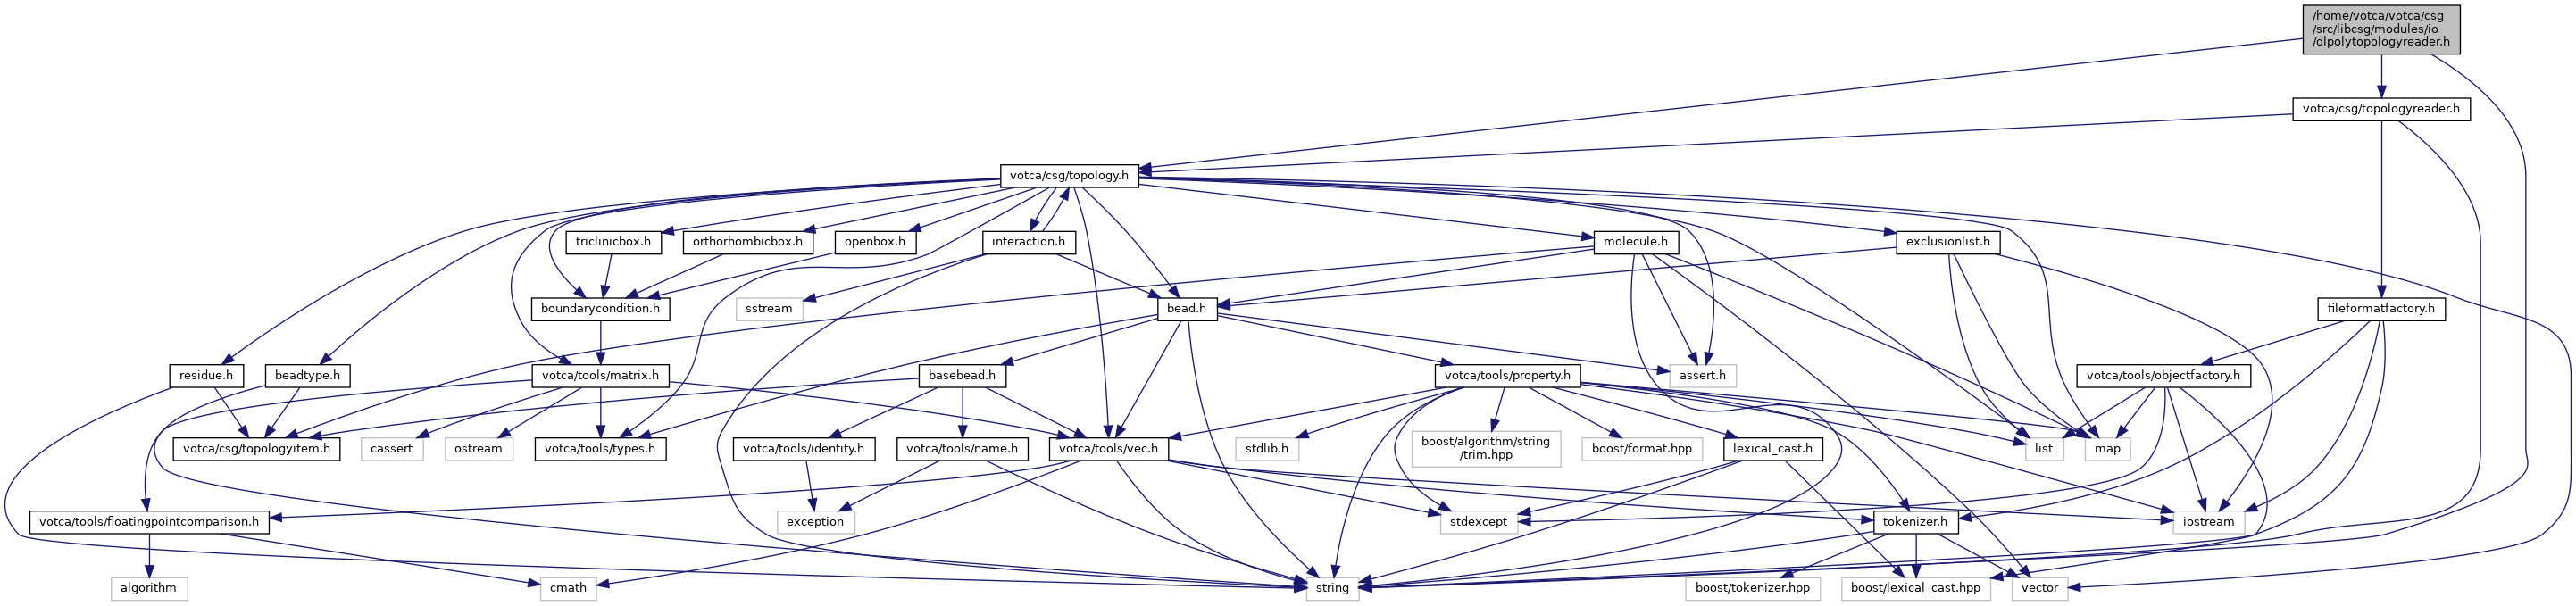 /home/votca/votca/csg
/src/libcsg/modules/io
/dlpolytopologyreader.h
votca/csg/topologyreader.h
votca/csg/topology.h
triclinicbox.h
orthorhombicbox.h
openbox.h
interaction.h
molecule.h
exclusionlist.h
boundarycondition.h
sstream
bead.h
fileformatfactory.h
residue.h
beadtype.h
votca/tools/matrix.h
basebead.h
votca/tools/property.h
assert.h
votca/tools/objectfactory.h
votca/csg/topologyitem.h
cassert
ostream
votca/tools/types.h
votca/tools/identity.h
votca/tools/name.h
votca/tools/vec.h
stdlib.h
boost/algorithm/string
/trim.hpp
boost/format.hpp
lexical_cast.h
list
map
votca/tools/floatingpointcomparison.h
exception
stdexcept
tokenizer.h
iostream
algorithm
cmath
string
boost/tokenizer.hpp
boost/lexical_cast.hpp
vector